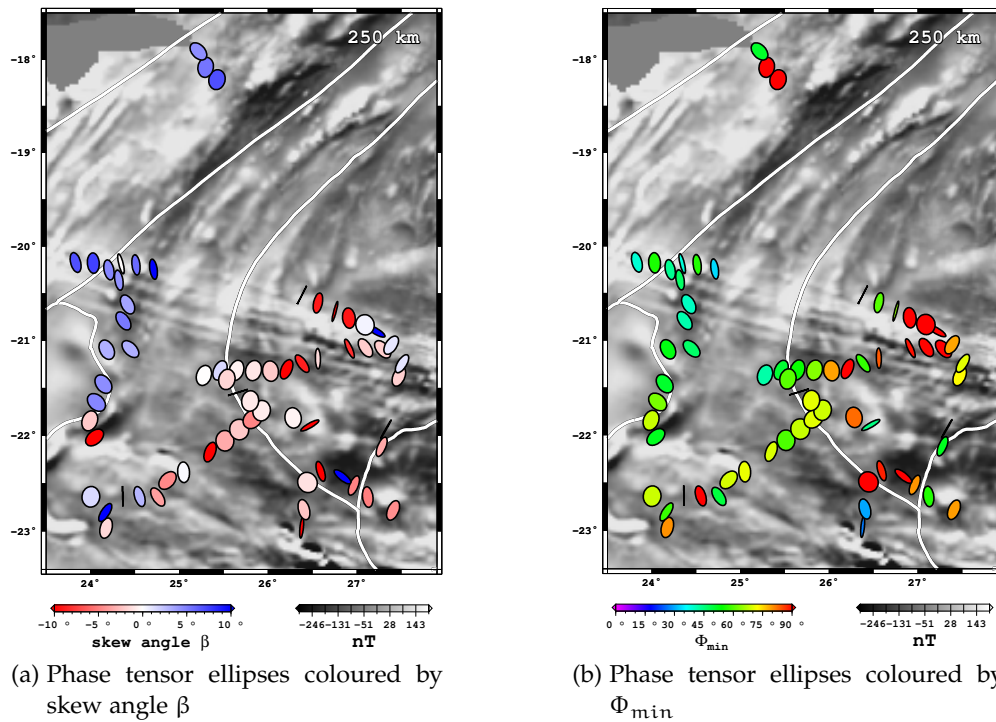 250 km
-18°
-19°
-20°
-21°
-22°
-23°
24° 25° 26° 27°
-10 ° -5 ° 0 ° 5 ° 10 °
skew angle β
-246-131 -51 28 143
nT
(a) Phase tensor ellipses coloured by
skew angle β
250 km
-18°
-19°
-20°
-21°
-22°
-23°
24° 25° 26° 27°
0 ° 15 ° 30 ° 45 ° 60 ° 75 ° 90 °
Φmin
-246-131 -51 28 143
nT
(b) Phase tensor ellipses coloured by
Φmin